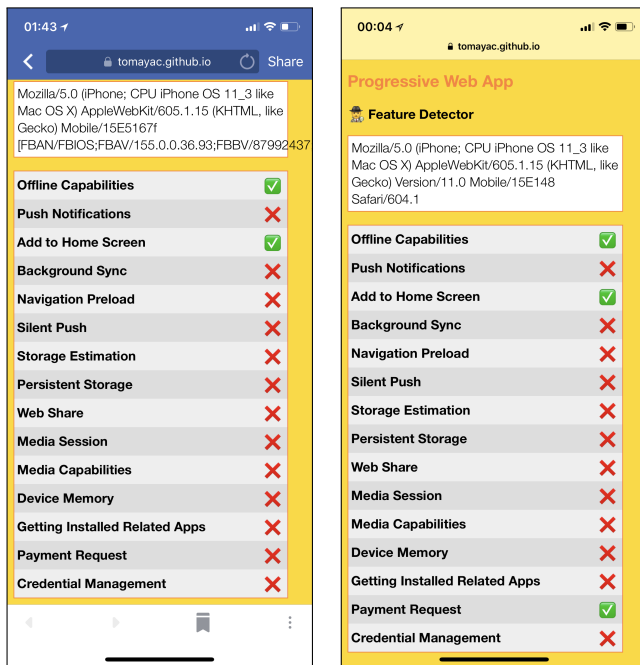 01:43
tomayac.github.io
Share
Mozilla/5.0 (iPhone; CPU iPhone OS 11_3 like
Mac OS X) AppleWebKit/605.1.15 (KHTML, like
Gecko) Mobile/15E5167f
[FBAN/FBIOS;FBAV/155.0.0.36.93;FBBV/87992437
Offline Capabilities
Push Notifications
Add to Home Screen
Background Sync
Navigation Preload
Silent Push
Storage Estimation
Persistent Storage
Web Share
Media Session
Media Capabilities
Device Memory
Getting Installed Related Apps
Payment Request
Credential Management
00:04
tomayac.github.io
Progressive Web App
Feature Detector
Mozilla/5.0 (iPhone; CPU iPhone OS 11_3 like
Mac OS X) AppleWebKit/605.1.15 (KHTML, like
Gecko) Version/11.0 Mobile/15E148
Safari/604.1
Offline Capabilities
Push Notifications
Add to Home Screen
Background Sync
Navigation Preload
Silent Push
Storage Estimation
Persistent Storage
Web Share
Media Session
Media Capabilities
Device Memory
Getting Installed Related Apps
Payment Request
Credential Management